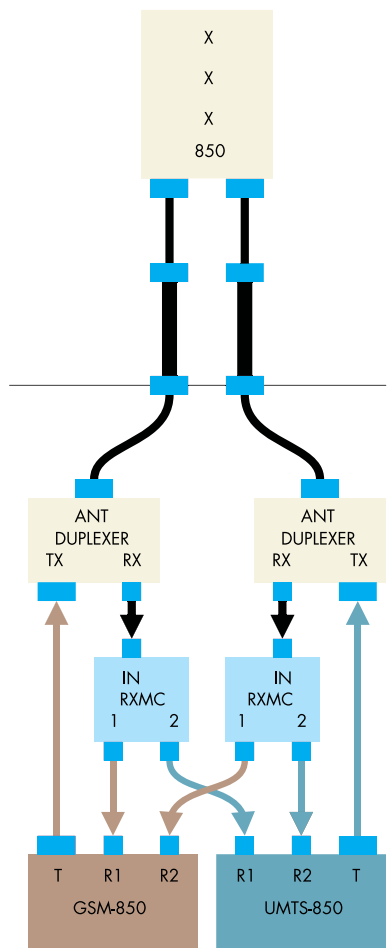 X
X
X
850
ANT
DUPLEXER
TX RX
ANT
DUPLEXER
RX TX
IN
RXMC
1 2
IN
RXMC
1 2
T R1 R2
GSM-850
R1 R2 T
UMTS-850